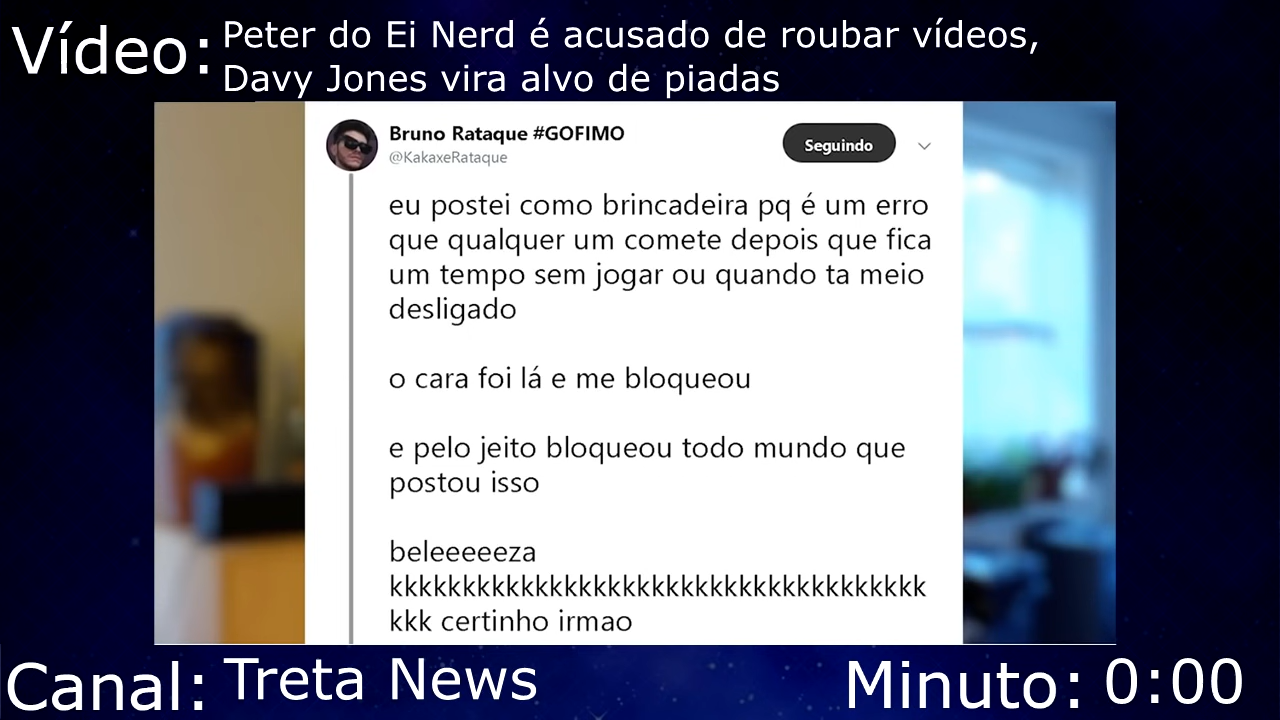 Vídeo: Peter do Ei Nerd é acusado de roubar vídeos,
Davy Jones vira alvo de piadas
Bruno Rataque #GOFIMO
@KakaxeRataque
Seguindo
eu postei como brincadeira pq é um erro
que qualquer um comete depois que fica
um tempo sem jogar ou quando ta meio
desligado
o cara foi lá e me bloqueou
e pelo jeito bloqueou todo mundo que
postou isso
beleeeeeza
kkkkkkkkkkkkkkkkkkkkkkkkkkkkkkkkkkkkk
kkk certinho irmao
Canal: Treta News
Minuto: 0:00